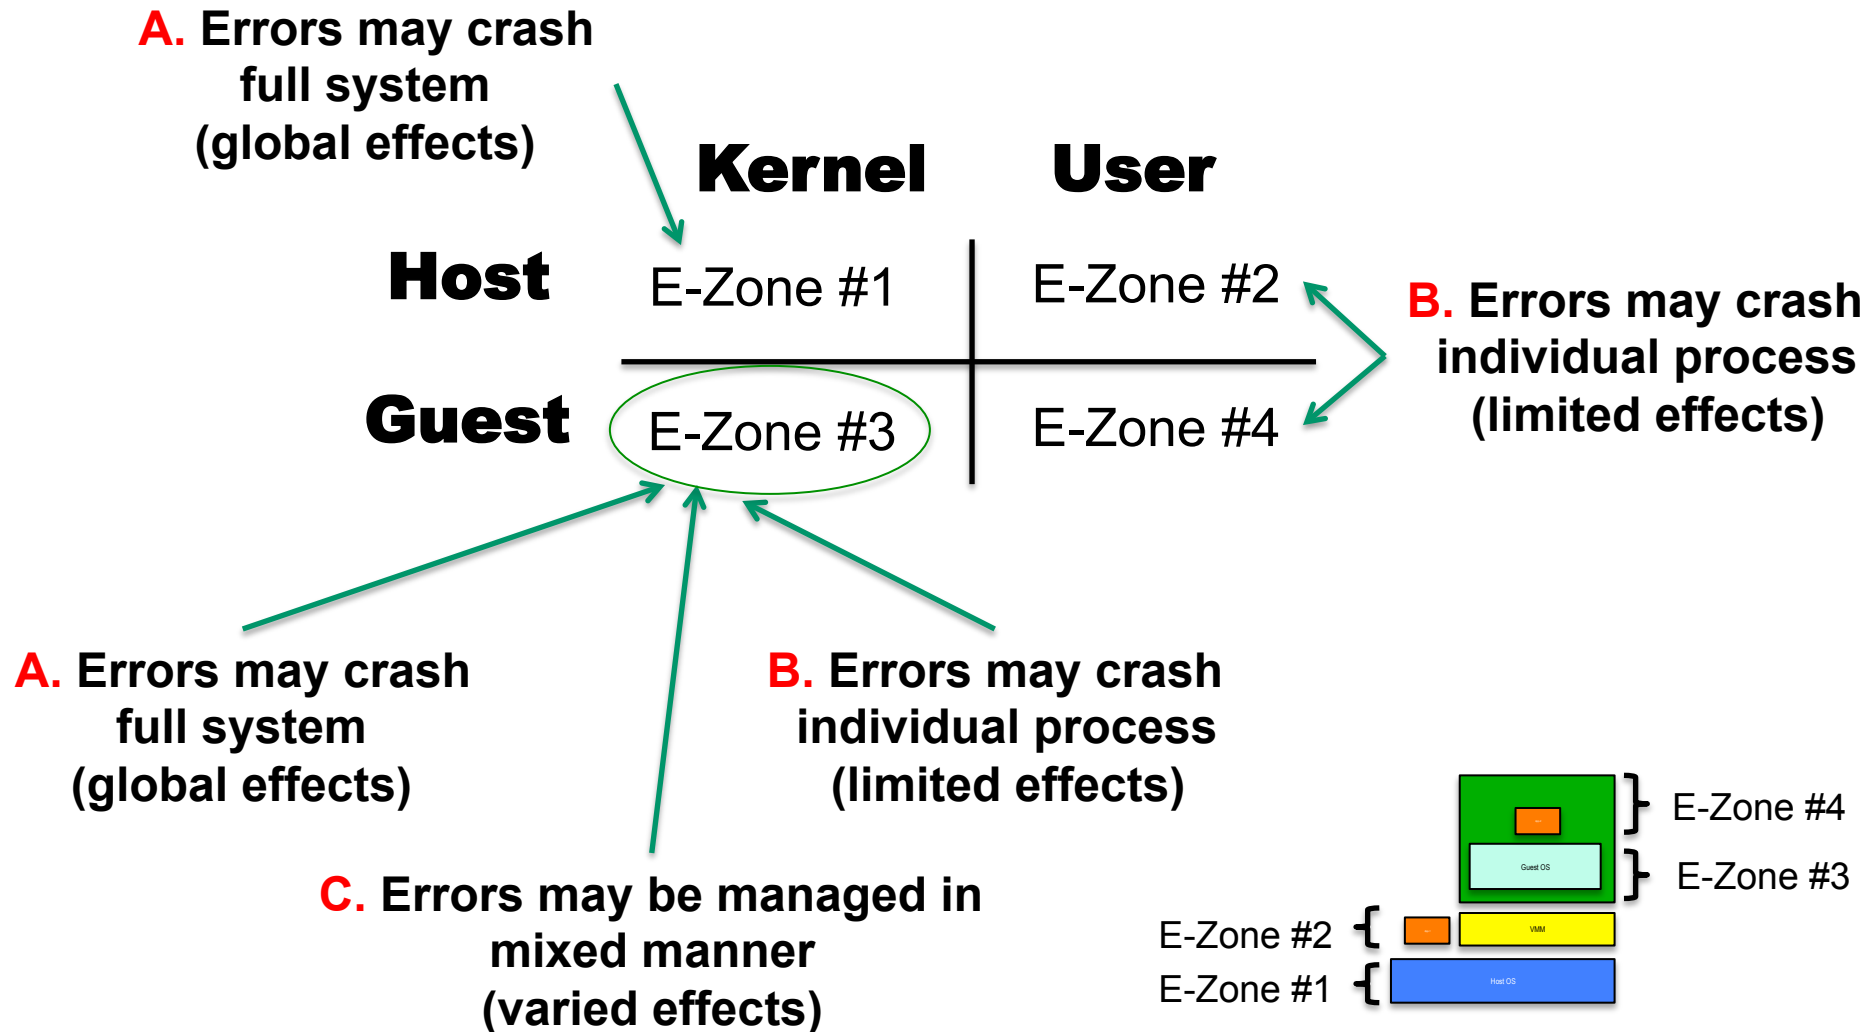 A. Errors may crash
full system
(global effects)
Kernel User
Host E-Zone #1 E-Zone #2
B. Errors may crash
individual process
(limited effects)
Guest E-Zone #3 E-Zone #4
A. Errors may crash
full system
(global effects)
B. Errors may crash
individual process
(limited effects)
C. Errors may be managed in
mixed manner
(varied effects)
E-Zone #4
Guest OS
E-Zone #3
E-Zone #2
VMM
E-Zone #1
Host OS